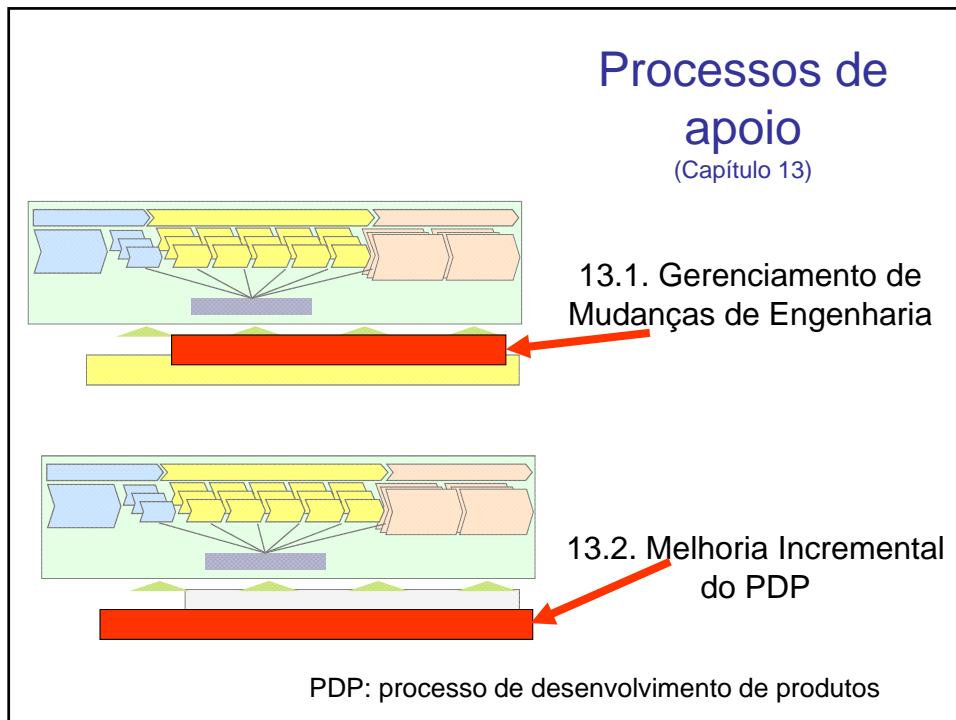 Processos de
apoio
(Capítulo 13)
13.1. Gerenciamento de
Mudanças de Engenharia
13.2. Melhoria Incremental
do PDP
PDP: processo de desenvolvimento de produtos